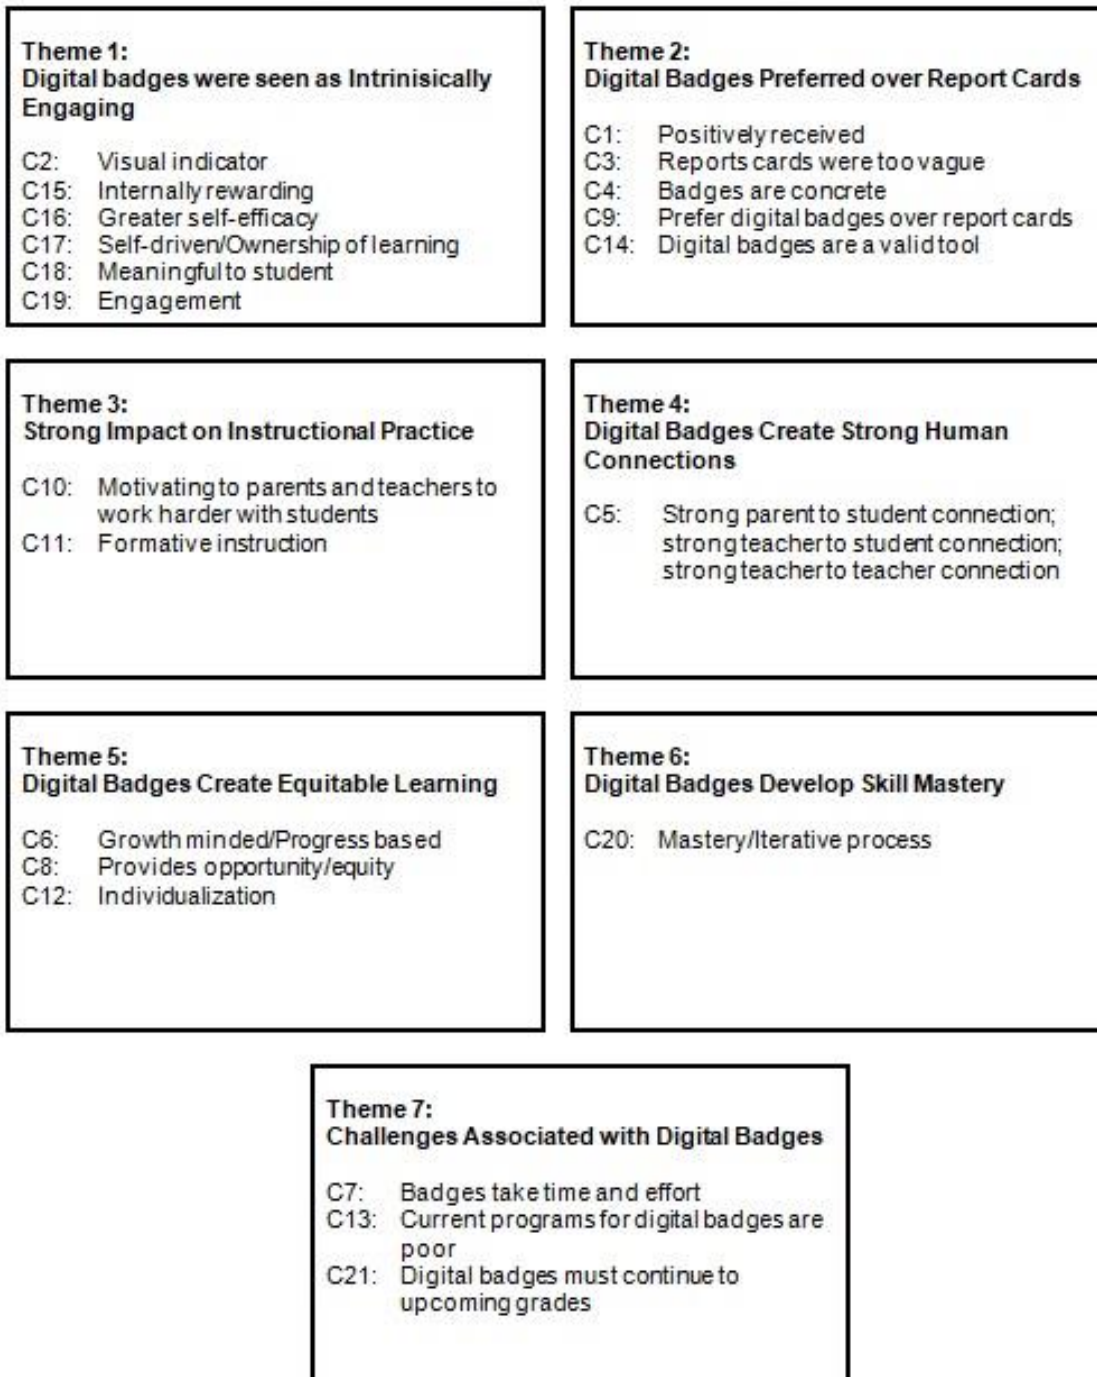 Theme 1:
Digital badges were seen as Intrinisically
Engaging
C2: Visual indicator
C15: Internally rewarding
C16: Greater self-efficacy
C17: Self-driven/Ownership of learning
C18: Meaningful to student
C19: Engagement
Theme 2:
Digital Badges Preferred over Report Cards
C1: Positively received
C3: Reports cards were too vague
C4: Badges are concrete
C9: Prefer digital badges over report cards
C14: Digital badges are a valid tool
Theme 3:
Strong Impact on Instructional Practice
C10: Motivating to parents and teachers to
work harder with students
C11: Formative instruction
Theme 4:
Digital Badges Create Strong Human
Connections
C5: Strong parent to student connection;
strong teacher to student connection;
strong teacher to teacher connection
Theme 5:
Digital Badges Create Equitable Learning
C6: Growth minded/Progress based
C8: Provides opportunity/equity
C12: Individualization
Theme 6:
Digital Badges Develop Skill Mastery
C20: Mastery/Iterative process
Theme 7:
Challenges Associated with Digital Badges
C7: Badges take time and effort
C13: Current programs for digital badges are
poor
C21: Digital badges must continue to
upcoming grades